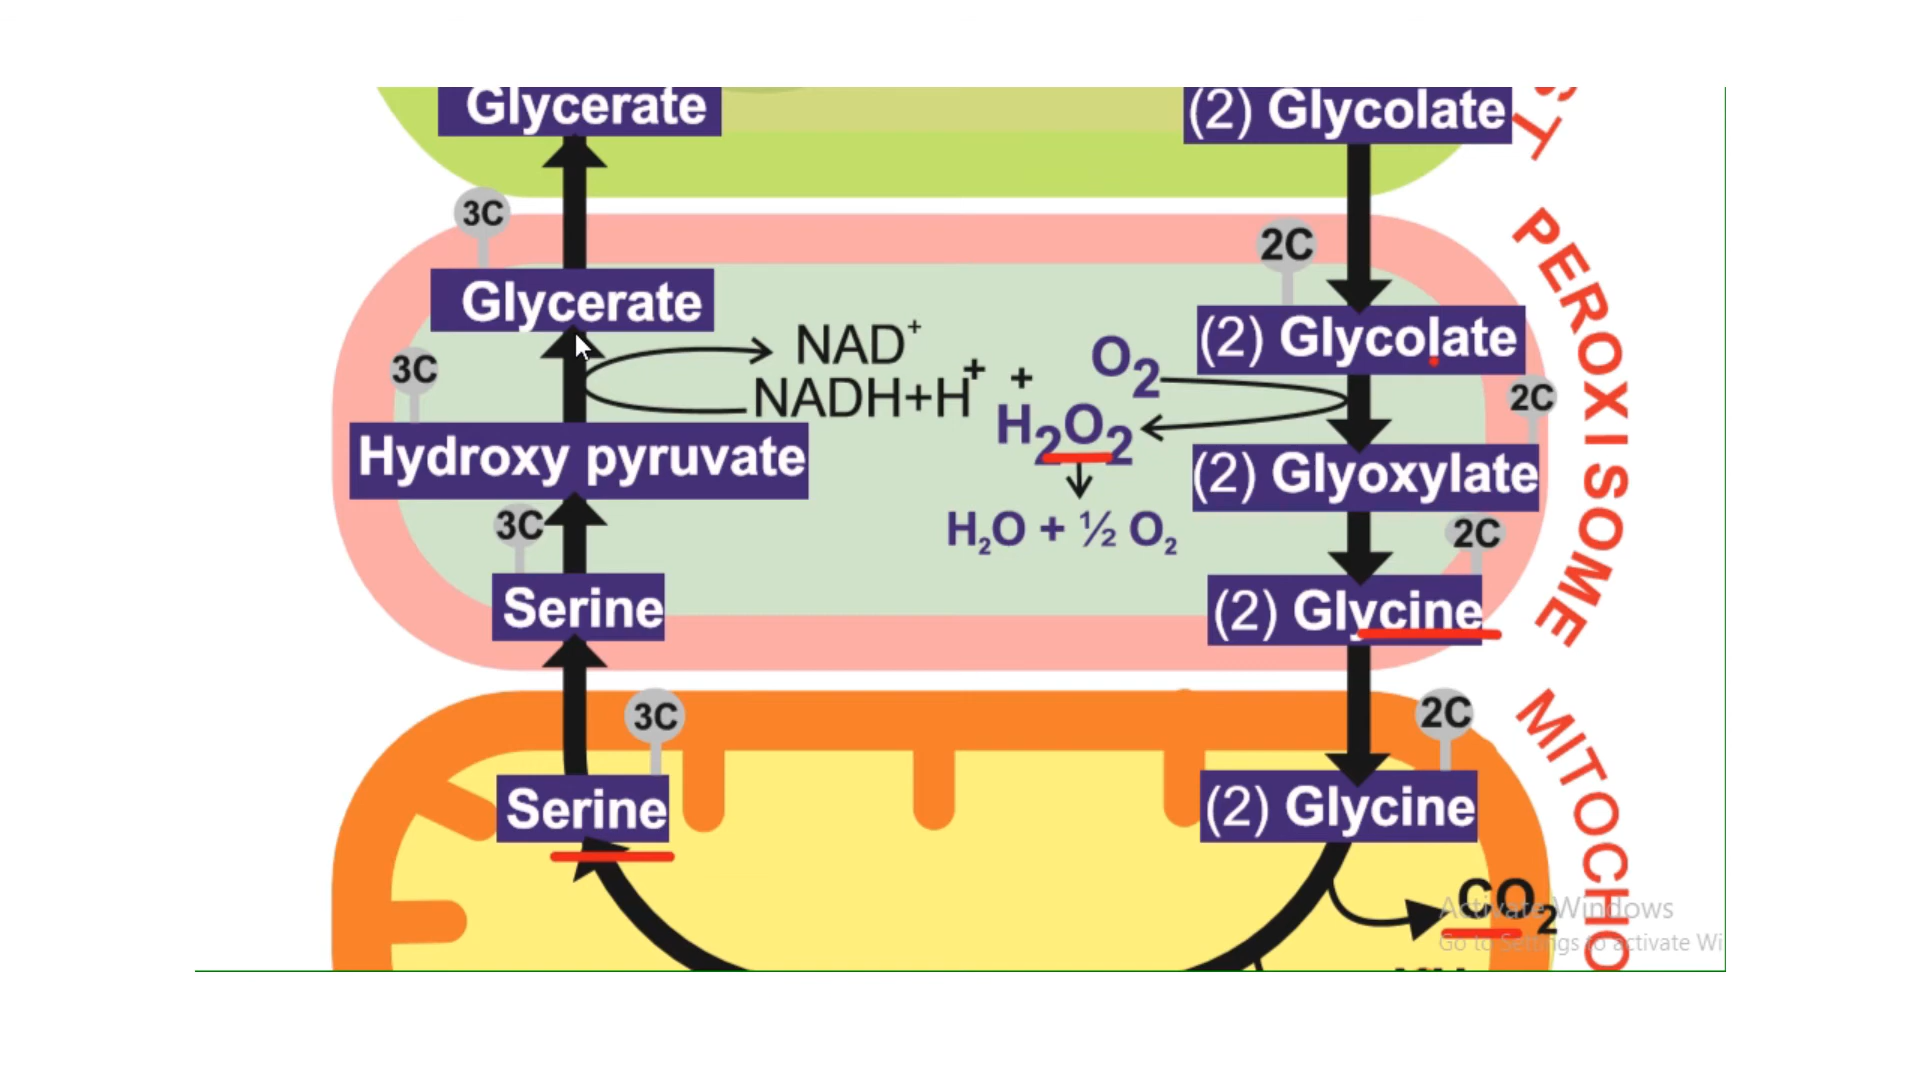 Glycerate
(2) Glycolate
ST
3C
PEROXISOME
2C
Glycerate
(2) Glycolate
NAD+
O2
3C
2C
NADH+H+ +
H2O2
Hydroxy pyruvate
(2) Glyoxylate
3C
H2O + ½ O2
2C
Serine
(2) Glycine
MITOCHO
3C
2C
Serine
(2) Glycine
CO2
Activate Windows
Go to Settings to activate Wi